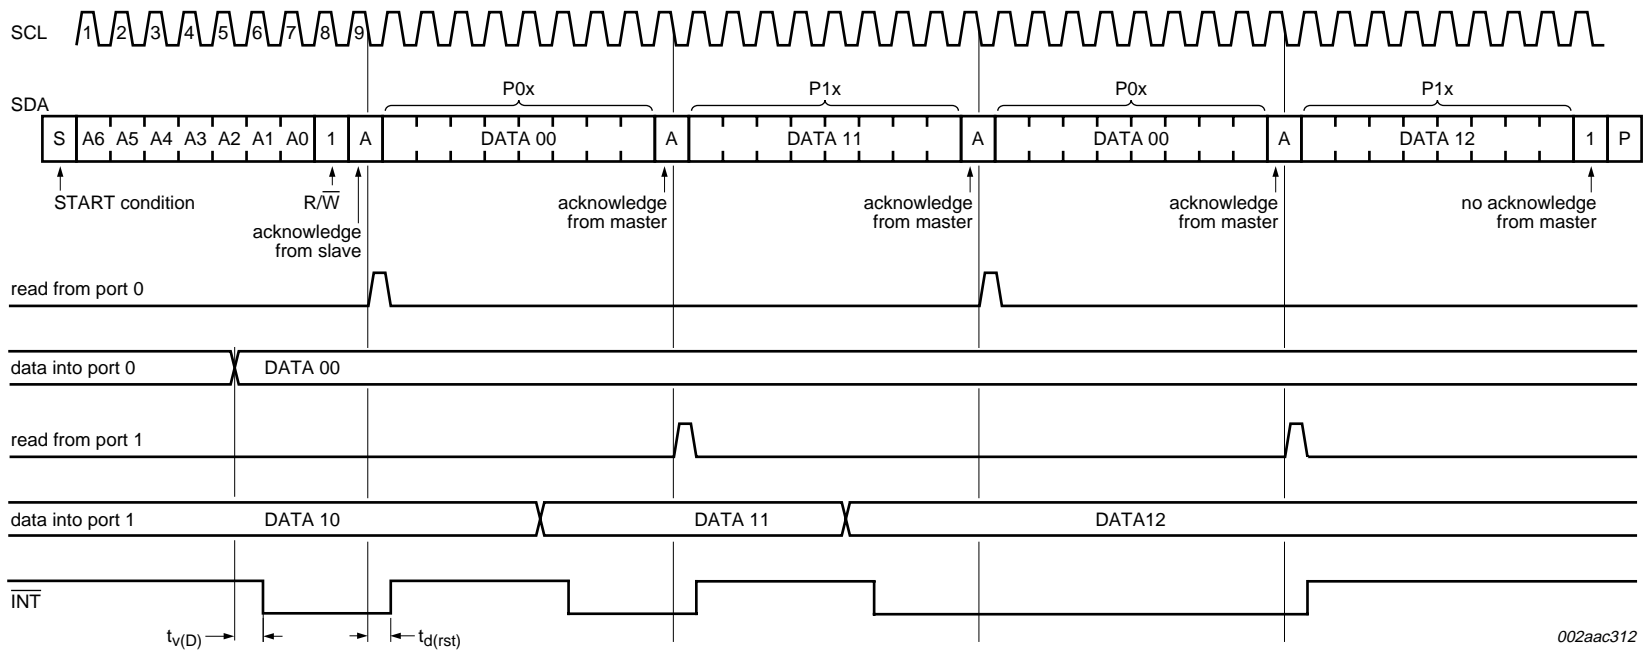 SCL 1 2 3 4 5 6 7 8 9
P0x P1x P0x P1x
SDA
S A6 A5 A4 A3 A2 A1 A0 1 A DATA 00 A DATA 11 A DATA 00 A DATA 12 1 P
START condition R/W̅ acknowledge from master acknowledge from master acknowledge from master no acknowledge from master
acknowledge
from slave
read from port 0
data into port 0 DATA 00
read from port 1
data into port 1 DATA 10 DATA 11 DATA12
I̅N̅T̅
tv(D) td(rst)
002aac312